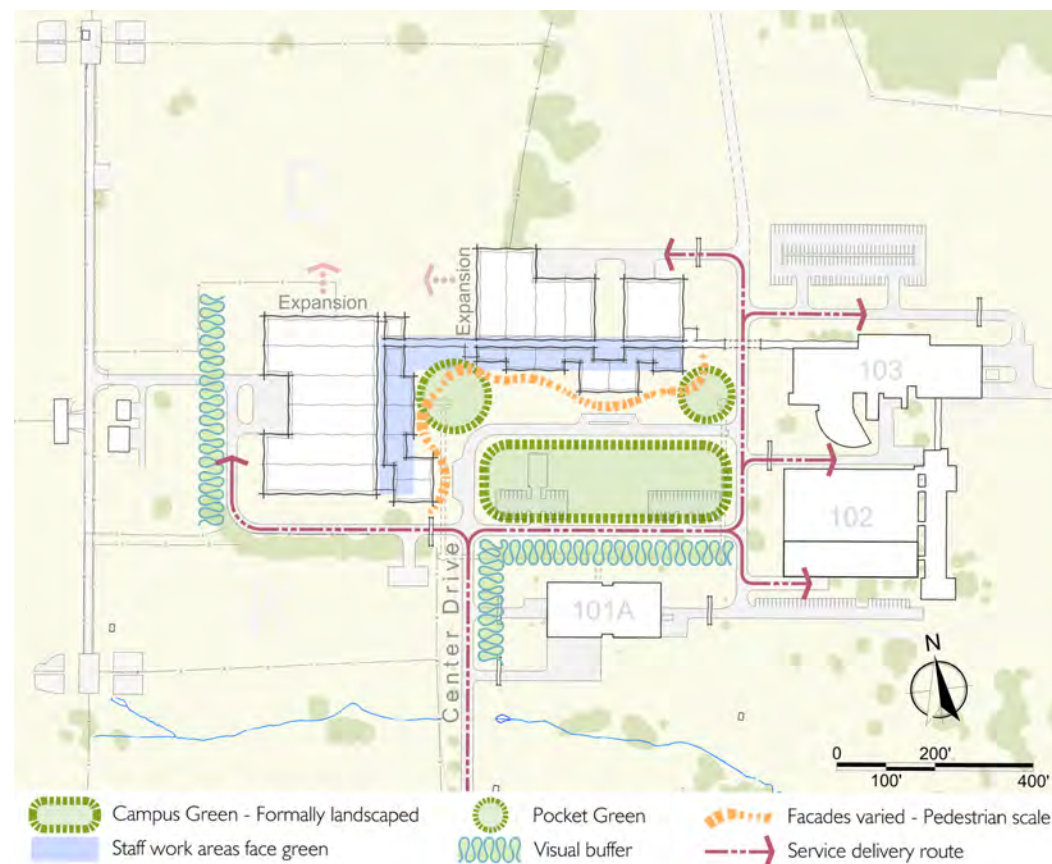 Expansion
Expansion
103
102
101A
Center Drive
N
0 200'
100' 400'
Campus Green - Formally landscaped
Pocket Green
Facades varied - Pedestrian scale
Staff work areas face green
Visual buffer
Service delivery route